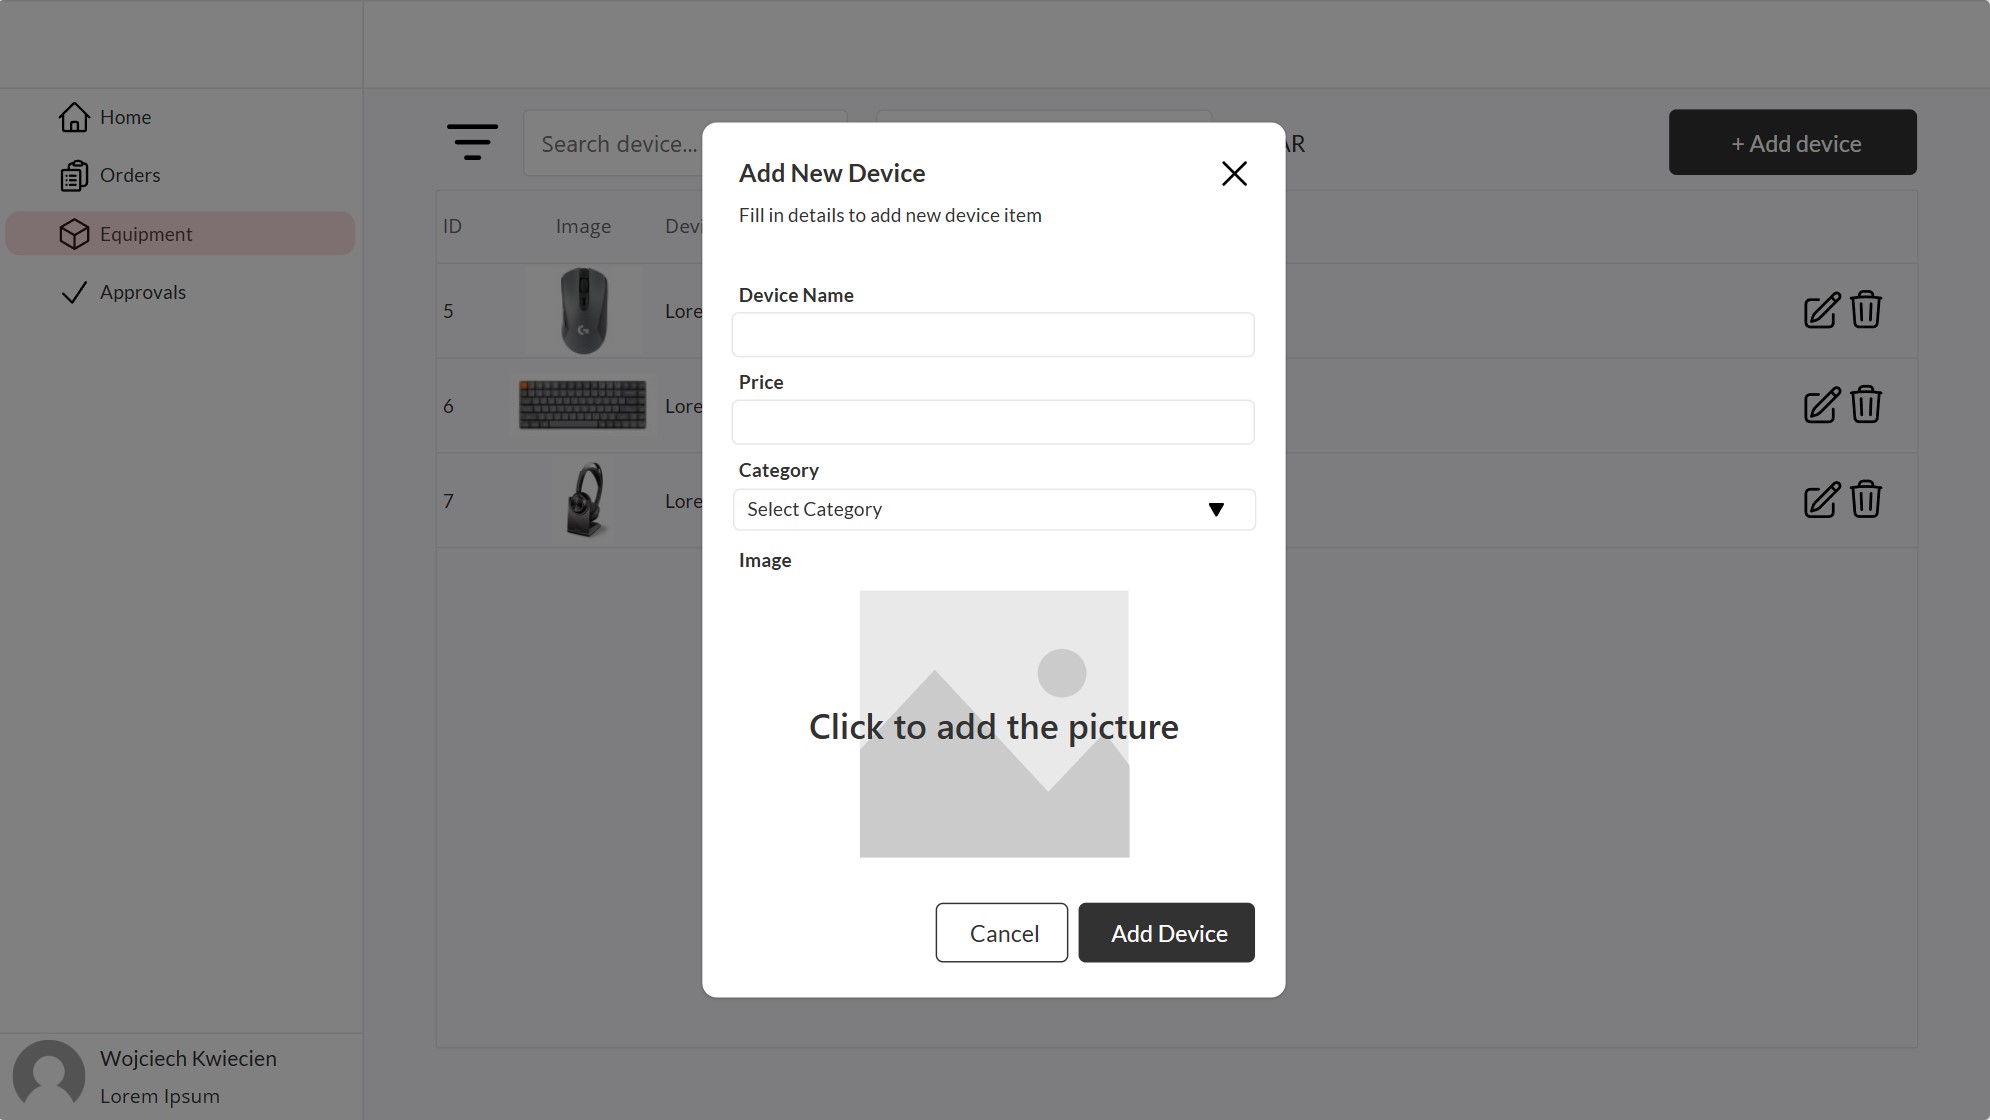 Home
Orders
Equipment
Approvals
Search device...
AR
+ Add device
ID Image Devi
5 Lore
6 Lore
7 Lore
Add New Device
Fill in details to add new device item
Device Name
Price
Category
Select Category
Image
Click to add the picture
Cancel Add Device
Wojciech Kwiecien
Lorem Ipsum